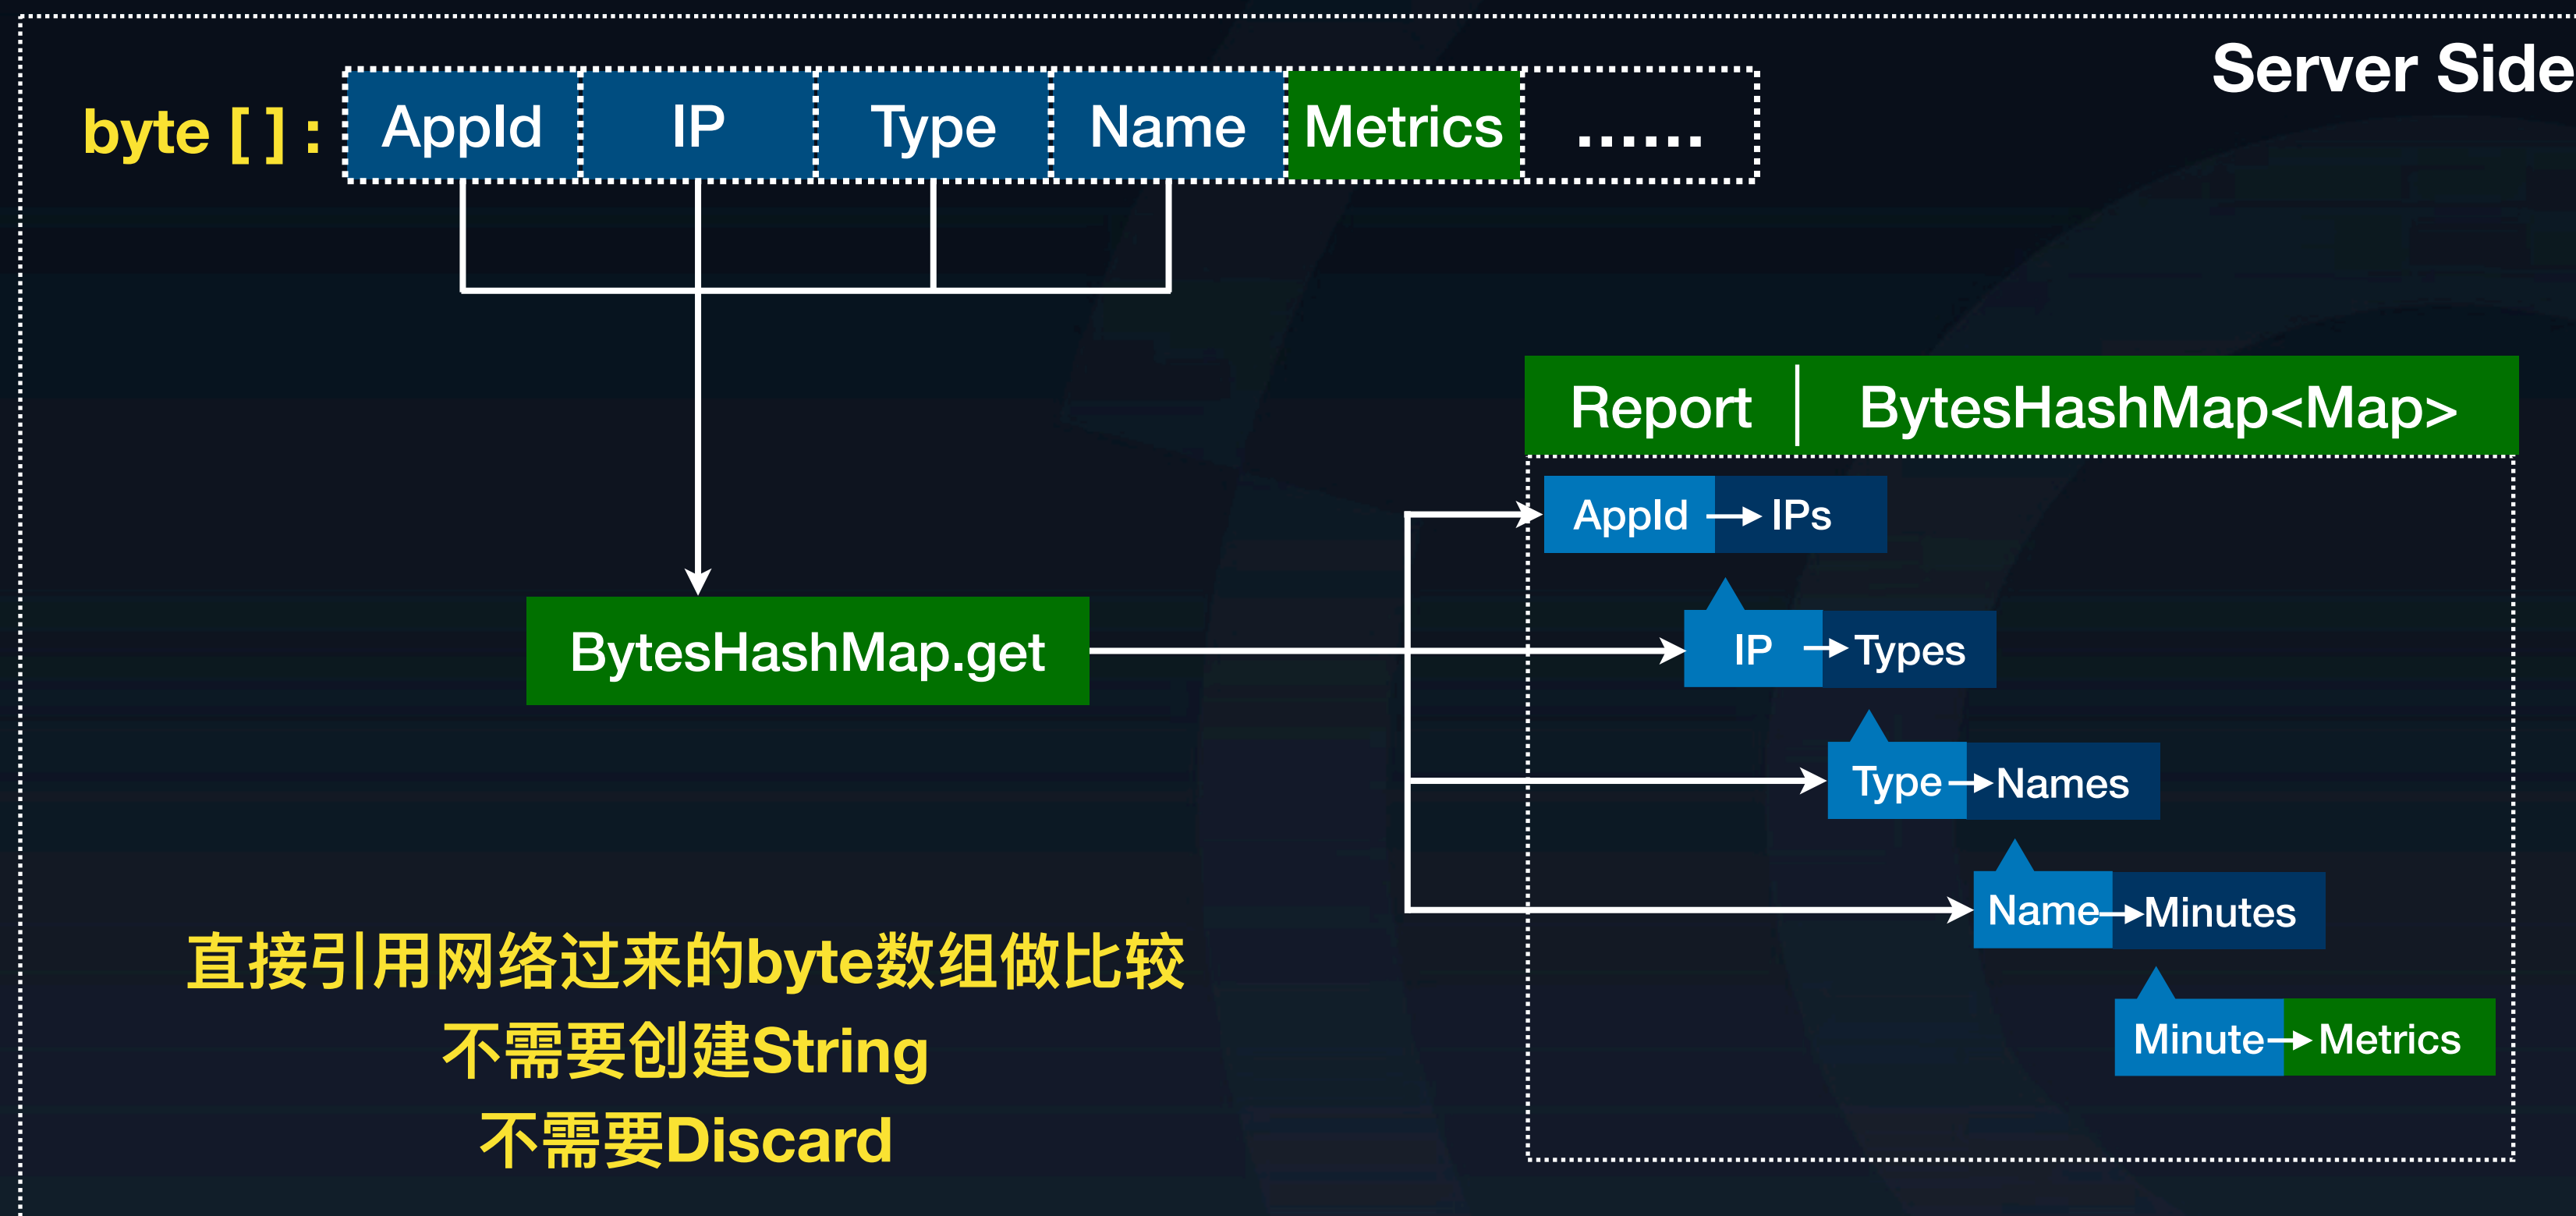 Server Side
byte [ ] : AppId IP Type Name Metrics ......
Report | BytesHashMap<Map>
AppId → IPs
BytesHashMap.get
IP → Types
Type → Names
Name → Minutes
Minute → Metrics
直接引用网络过来的byte数组做比较
不需要创建String
不需要Discard